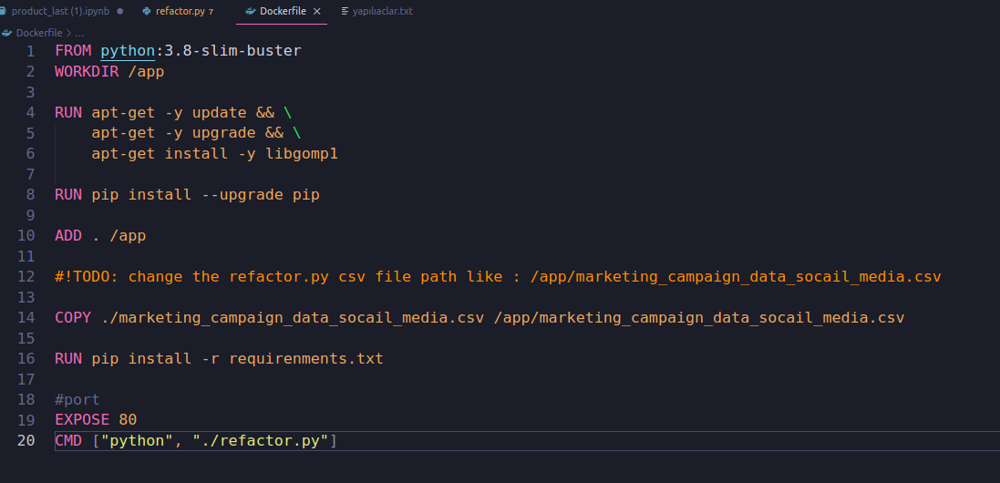 product_last (1).ipynb ● refactor.py 7 Dockerfile × yapılıaclar.txt
Dockerfile > ...
1 FROM python:3.8-slim-buster
2 WORKDIR /app
3
4 RUN apt-get -y update && \
5 apt-get -y upgrade && \
6 apt-get install -y libgomp1
7
8 RUN pip install --upgrade pip
9
10 ADD . /app
11
12 #!TODO: change the refactor.py csv file path like : /app/marketing_campaign_data_socail_media.csv
13
14 COPY ./marketing_campaign_data_socail_media.csv /app/marketing_campaign_data_socail_media.csv
15
16 RUN pip install -r requirenments.txt
17
18 #port
19 EXPOSE 80
20 CMD ["python", "./refactor.py"]